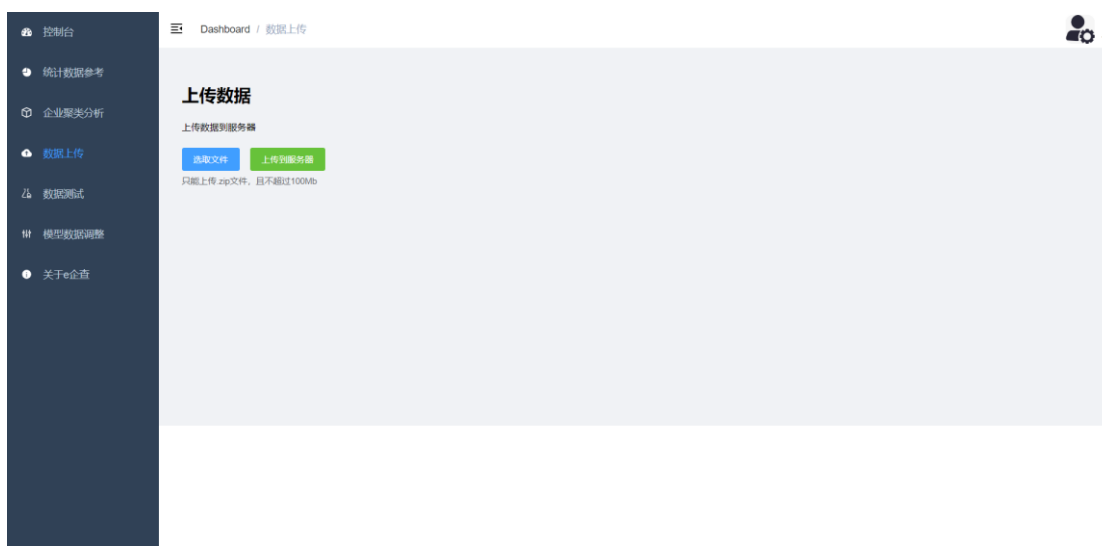 控制台
统计数据参考
企业聚类分析
数据上传
数据测试
模型数据调整
关于e企查
Dashboard / 数据上传
上传数据
上传数据到服务器
选取文件 上传到服务器
只能上传.zip文件，且不超过100Mb